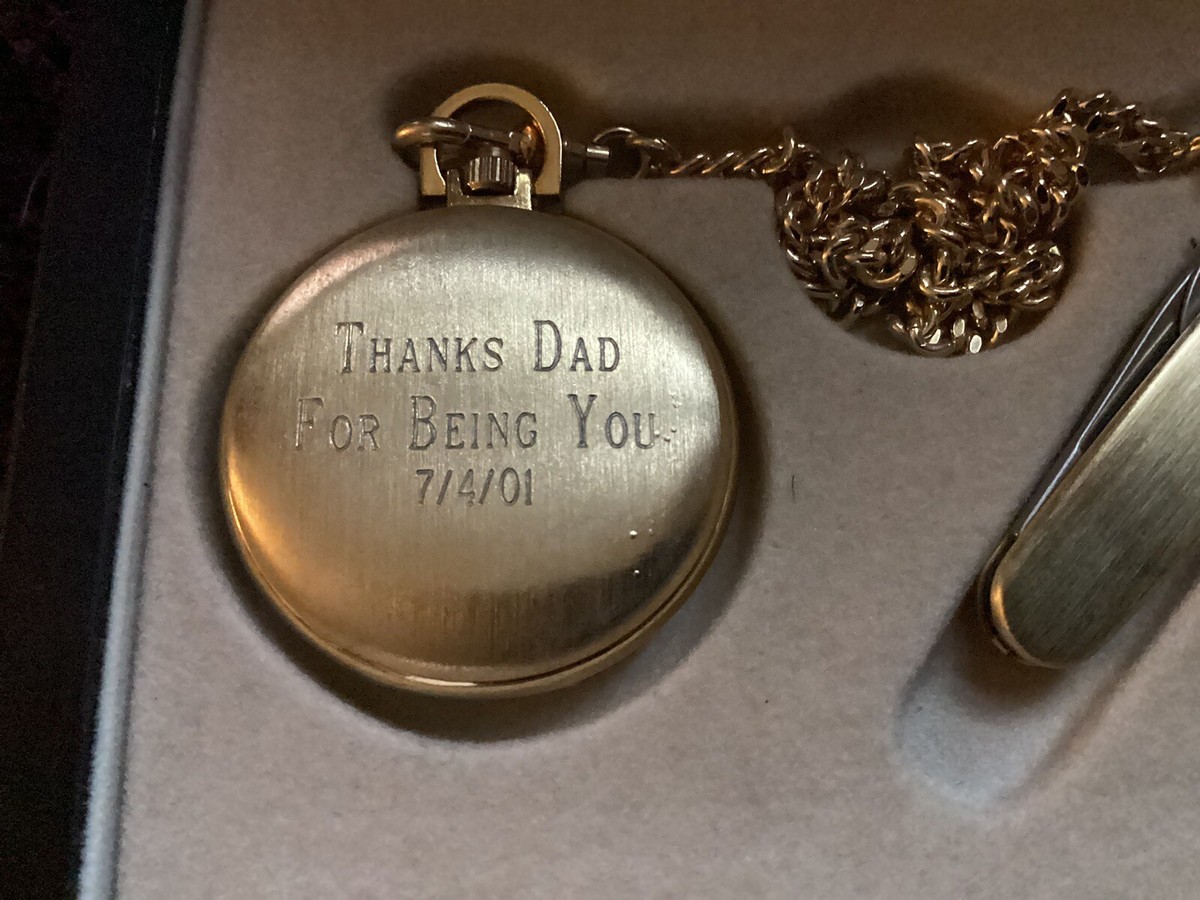 Thanks Dad
For Being You
7/4/01